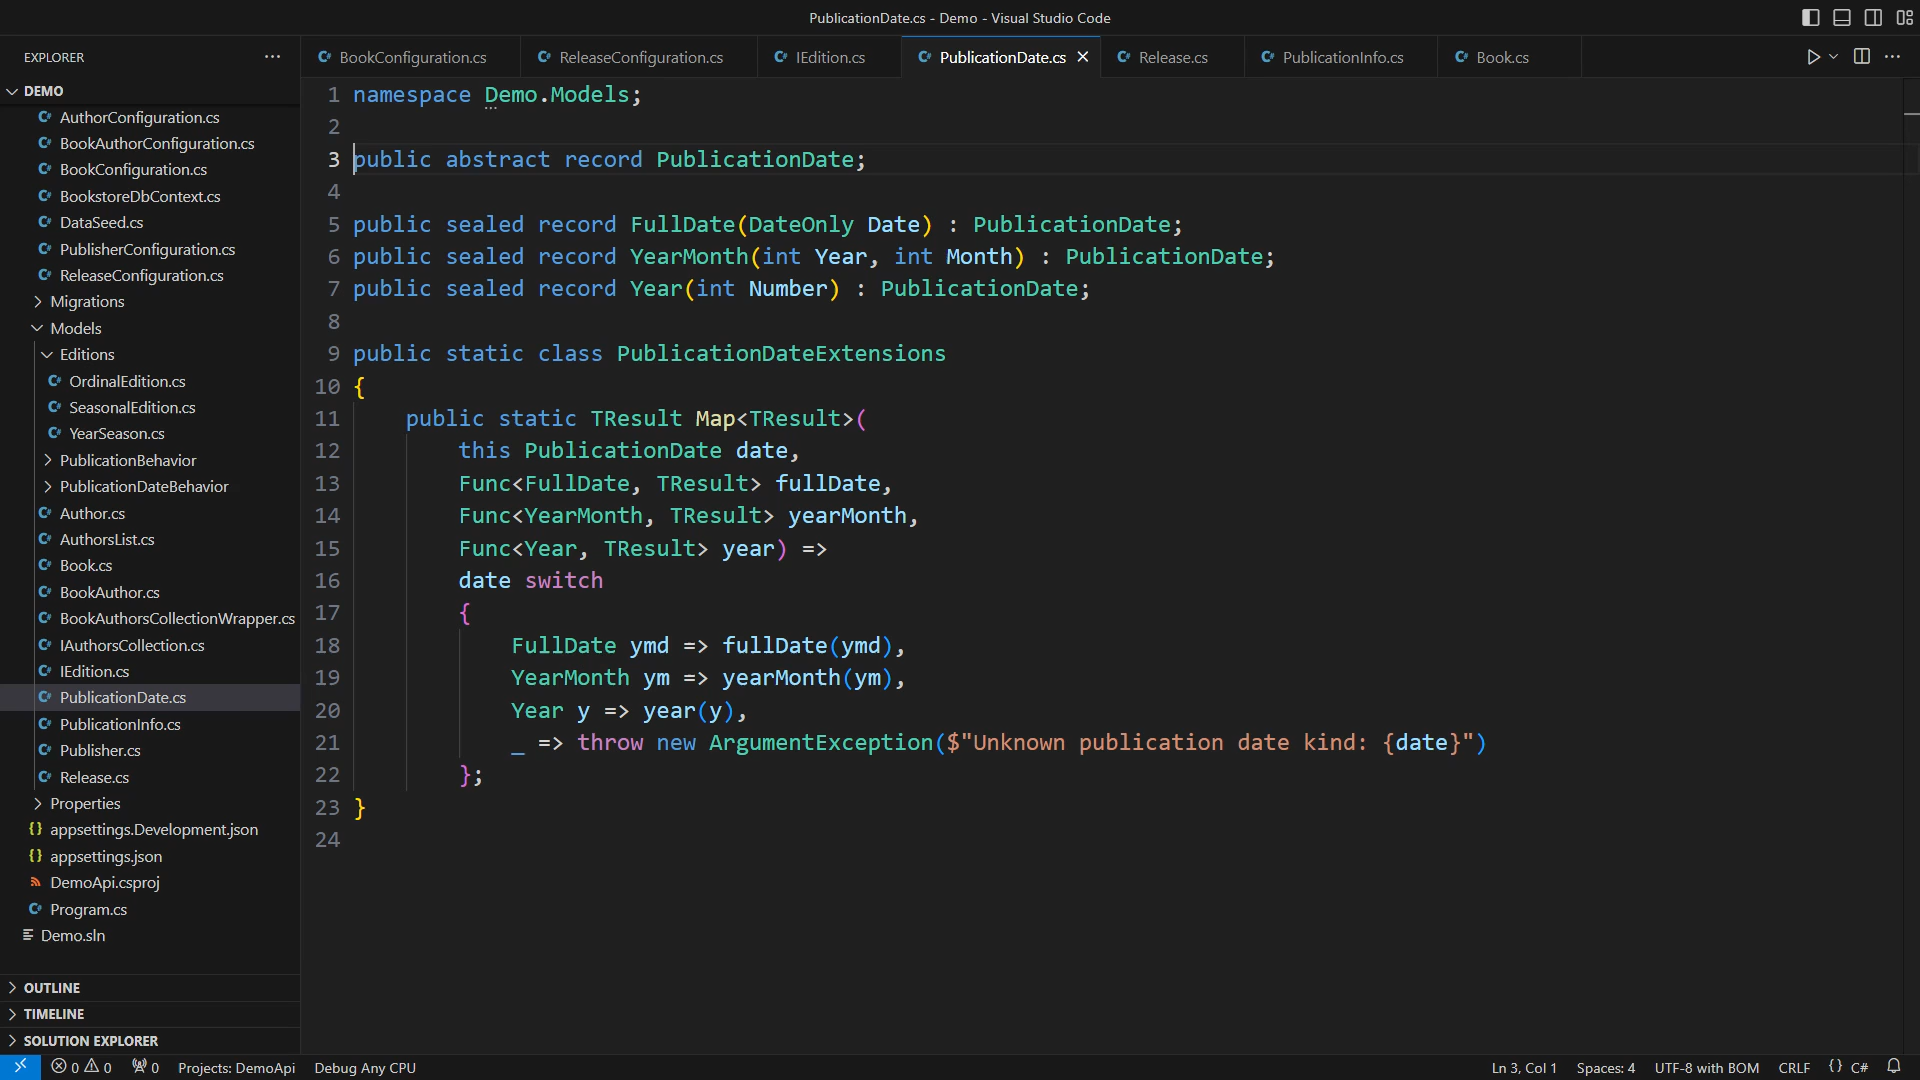 PublicationDate.cs - Demo - Visual Studio Code
EXPLORER
DEMO
AuthorConfiguration.cs
BookAuthorConfiguration.cs
BookConfiguration.cs
BookstoreDbContext.cs
DataSeed.cs
PublisherConfiguration.cs
ReleaseConfiguration.cs
Migrations
Models
Editions
OrdinalEdition.cs
SeasonalEdition.cs
YearSeason.cs
PublicationBehavior
PublicationDateBehavior
Author.cs
AuthorsList.cs
Book.cs
BookAuthor.cs
BookAuthorsCollectionWrapper.cs
IAuthorsCollection.cs
IEdition.cs
PublicationDate.cs
PublicationInfo.cs
Publisher.cs
Release.cs
Properties
{} appsettings.Development.json
{} appsettings.json
DemoApi.csproj
Program.cs
Demo.sln
OUTLINE
TIMELINE
SOLUTION EXPLORER
BookConfiguration.cs ReleaseConfiguration.cs IEdition.cs PublicationDate.cs Release.cs PublicationInfo.cs Book.cs
1 namespace Demo.Models;
2
3 public abstract record PublicationDate;
4
5 public sealed record FullDate(DateOnly Date) : PublicationDate;
6 public sealed record YearMonth(int Year, int Month) : PublicationDate;
7 public sealed record Year(int Number) : PublicationDate;
8
9 public static class PublicationDateExtensions
10 {
11     public static TResult Map<TResult>(
12         this PublicationDate date,
13         Func<FullDate, TResult> fullDate,
14         Func<YearMonth, TResult> yearMonth,
15         Func<Year, TResult> year) =>
16         date switch
17         {
18             FullDate ymd => fullDate(ymd),
19             YearMonth ym => yearMonth(ym),
20             Year y => year(y),
21             _ => throw new ArgumentException($"Unknown publication date kind: {date}")
22         };
23 }
24
0 0 0 Projects: DemoApi Debug Any CPU Ln 3, Col 1 Spaces: 4 UTF-8 with BOM CRLF {} C#